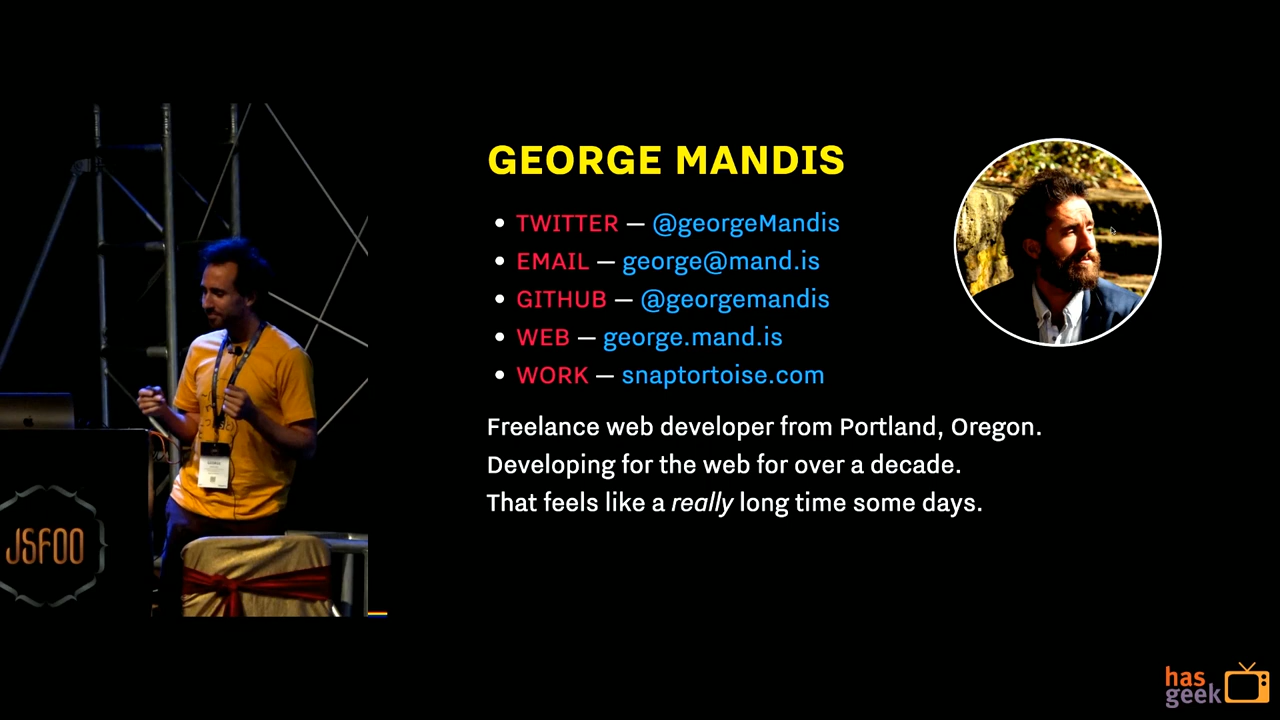 GEORGE MANDIS
• TWITTER — @georgeMandis
• EMAIL — george@mand.is
• GITHUB — @georgemandis
• WEB — george.mand.is
• WORK — snaptortoise.com
Freelance web developer from Portland, Oregon.
Developing for the web for over a decade.
That feels like a really long time some days.
JSFOO
has
geek